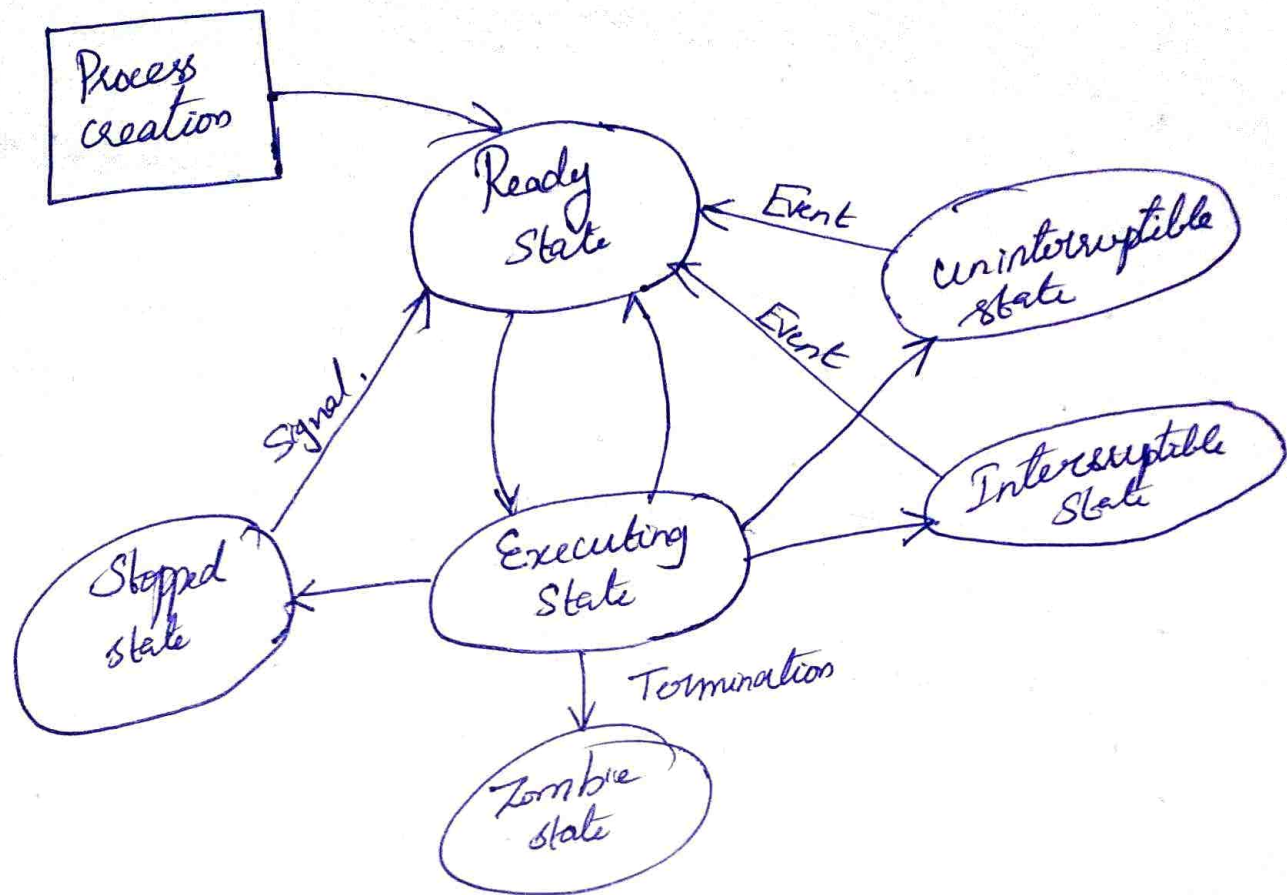 Process
creation
Ready
State
Event
uninterruptible
state
Event
Signal.
Interruptible
State
Executing
State
Stopped
state
Termination
Zombie
state